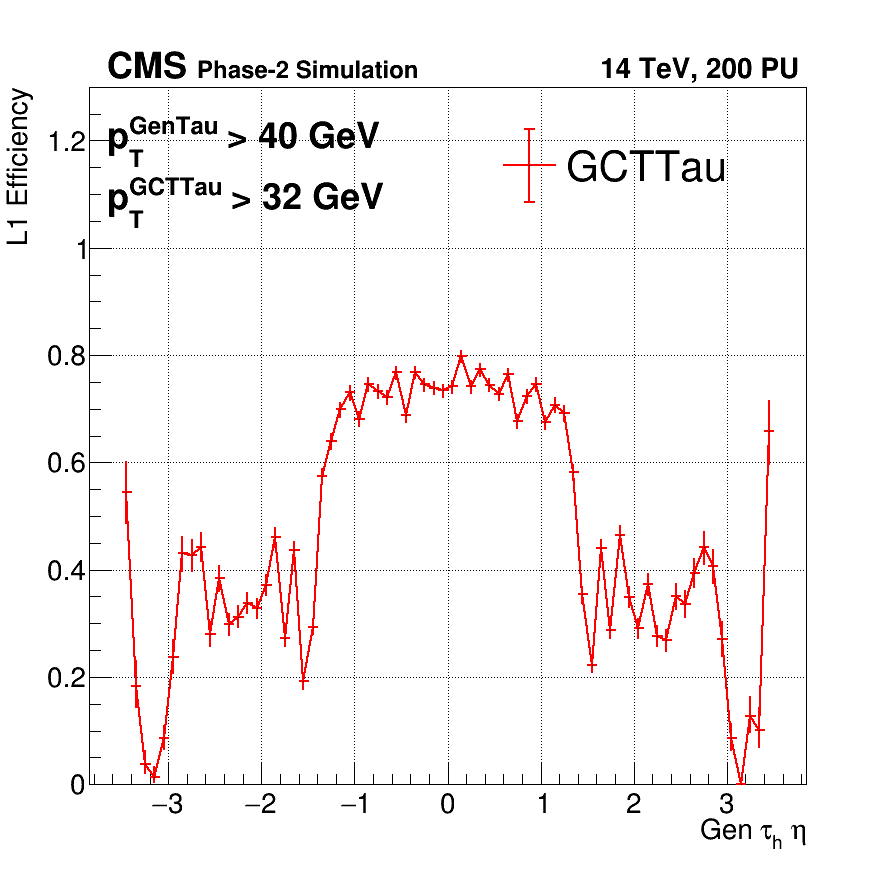 CMS Phase-2 Simulation 14 TeV, 200 PU
L1 Efficiency
p_T^GenTau > 40 GeV
p_T^GCTTau > 32 GeV
GCTTau
1.2
1
0.8
0.6
0.4
0.2
0
−3 −2 −1 0 1 2 3
Gen τ_h η